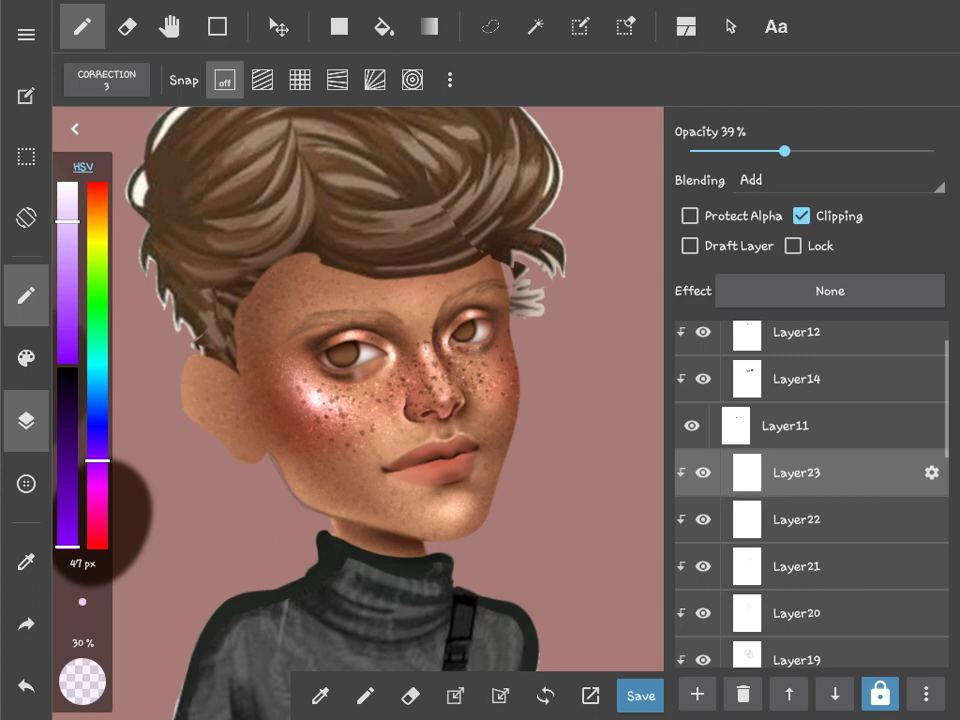 Aa
CORRECTION
3
Snap
off
HSV
47 px
30 %
Opacity 39 %
Blending Add
Protect Alpha Clipping
Draft Layer Lock
Effect None
Layer12
Layer14
Layer11
Layer23
Layer22
Layer21
Layer20
Layer19
Save